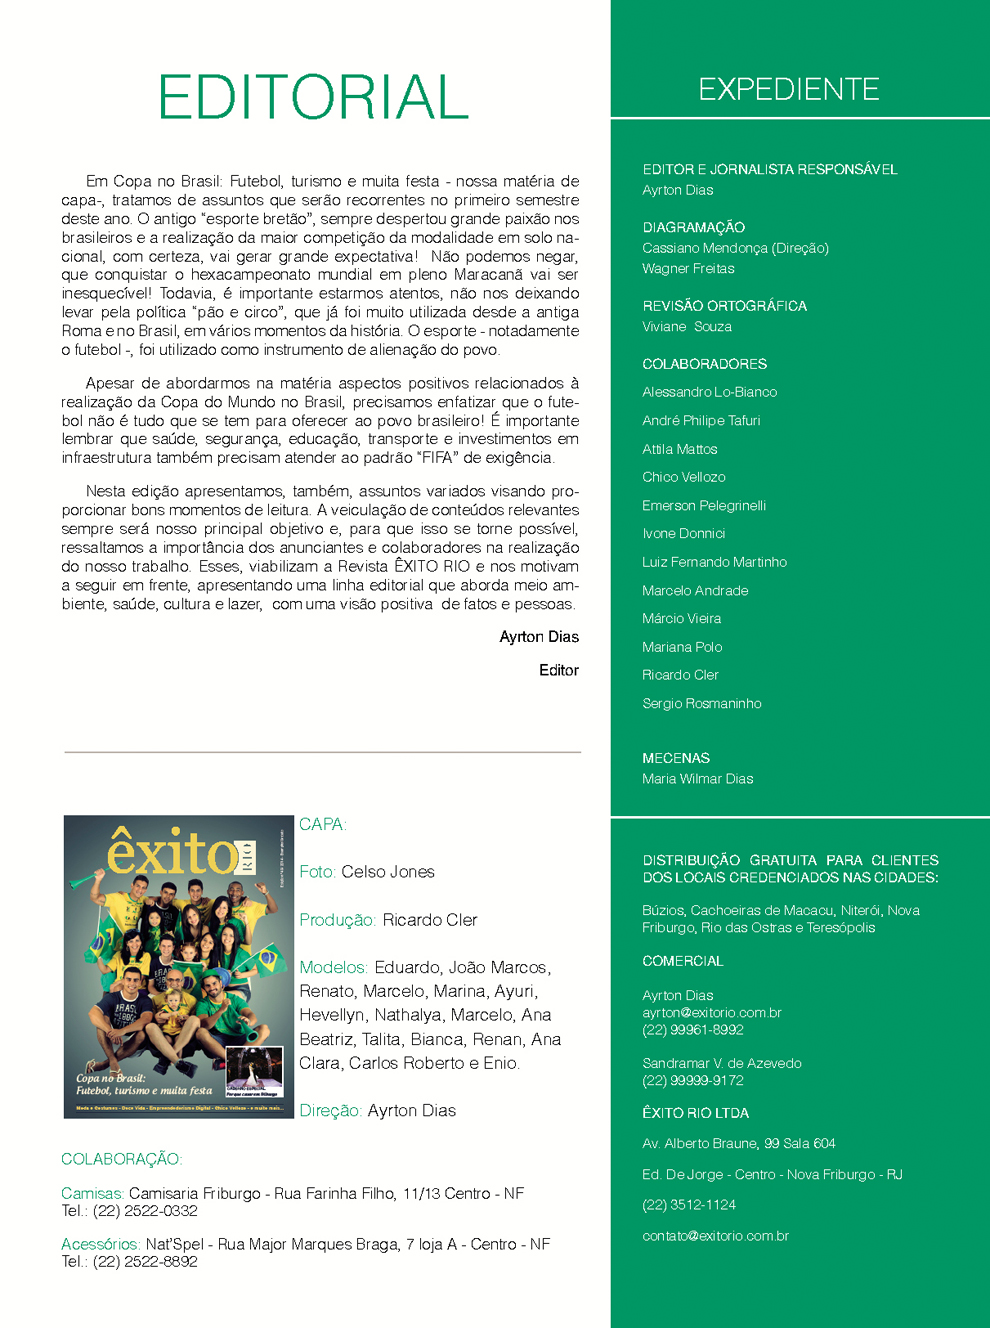 EDITORIAL
Em Copa no Brasil: Futebol, turismo e muita festa - nossa matéria de
capa-, tratamos de assuntos que serão recorrentes no primeiro semestre
deste ano. O antigo “esporte bretão”, sempre despertou grande paixão nos
brasileiros e a realização da maior competição da modalidade em solo na-
cional, com certeza, vai gerar grande expectativa!  Não podemos negar,
que conquistar o hexacampeonato mundial em pleno Maracanã vai ser
inesquecível! Todavia, é importante estarmos atentos, não nos deixando
levar pela política “pão e circo”, que já foi muito utilizada desde a antiga
Roma e no Brasil, em vários momentos da história. O esporte - notadamente
o futebol -, foi utilizado como instrumento de alienação do povo.
Apesar de abordarmos na matéria aspectos positivos relacionados à
realização da Copa do Mundo no Brasil, precisamos enfatizar que o fute-
bol não é tudo que se tem para oferecer ao povo brasileiro! É importante
lembrar que saúde, segurança, educação, transporte e investimentos em
infraestrutura também precisam atender ao padrão “FIFA” de exigência.
Nesta edição apresentamos, também, assuntos variados visando pro-
porcionar bons momentos de leitura. A veiculação de conteúdos relevantes
sempre será nosso principal objetivo e, para que isso se torne possível,
ressaltamos a importância dos anunciantes e colaboradores na realização
do nosso trabalho. Esses, viabilizam a Revista ÊXITO RIO e nos motivam
a seguir em frente, apresentando uma linha editorial que aborda meio am-
biente, saúde, cultura e lazer,  com uma visão positiva  de fatos e pessoas.
Ayrton Dias
Editor
êxito
RIO
Copa no Brasil:
Futebol, turismo e muita festa
Moda e Costumes - Doce Vida - Empreendedorismo Digital - Chico Vellozo - e muito mais...
CAPA:
Foto: Celso Jones
Produção: Ricardo Cler
Modelos: Eduardo, João Marcos,
Renato, Marcelo, Marina, Ayuri,
Hevellyn, Nathalya, Marcelo, Ana
Beatriz, Talita, Bianca, Renan, Ana
Clara, Carlos Roberto e Enio.
Direção: Ayrton Dias
COLABORAÇÃO:
Camisas: Camisaria Friburgo - Rua Farinha Filho, 11/13 Centro - NF
Tel.: (22) 2522-0332
Acessórios: Nat’Spel - Rua Major Marques Braga, 7 loja A - Centro - NF
Tel.: (22) 2522-8892
EXPEDIENTE
EDITOR E JORNALISTA RESPONSÁVEL
Ayrton Dias
DIAGRAMAÇÃO
Cassiano Mendonça (Direção)
Wagner Freitas
REVISÃO ORTOGRÁFICA
Viviane  Souza
COLABORADORES
Alessandro Lo-Bianco
André Philipe Tafuri
Attila Mattos
Chico Vellozo
Emerson Pelegrinelli
Ivone Donnici
Luiz Fernando Martinho
Marcelo Andrade
Márcio Vieira
Mariana Polo
Ricardo Cler
Sergio Rosmaninho
MECENAS
Maria Wilmar Dias
DISTRIBUIÇÃO GRATUITA PARA CLIENTES
DOS LOCAIS CREDENCIADOS NAS CIDADES:
Búzios, Cachoeiras de Macacu, Niterói, Nova
Friburgo, Rio das Ostras e Teresópolis
COMERCIAL
Ayrton Dias
ayrton@exitorio.com.br
(22) 99961-8992
Sandramar V. de Azevedo
(22) 99999-9172
ÊXITO RIO LTDA
Av. Alberto Braune, 99 Sala 604
Ed. De Jorge - Centro - Nova Friburgo - RJ
(22) 3512-1124
contato@exitorio.com.br